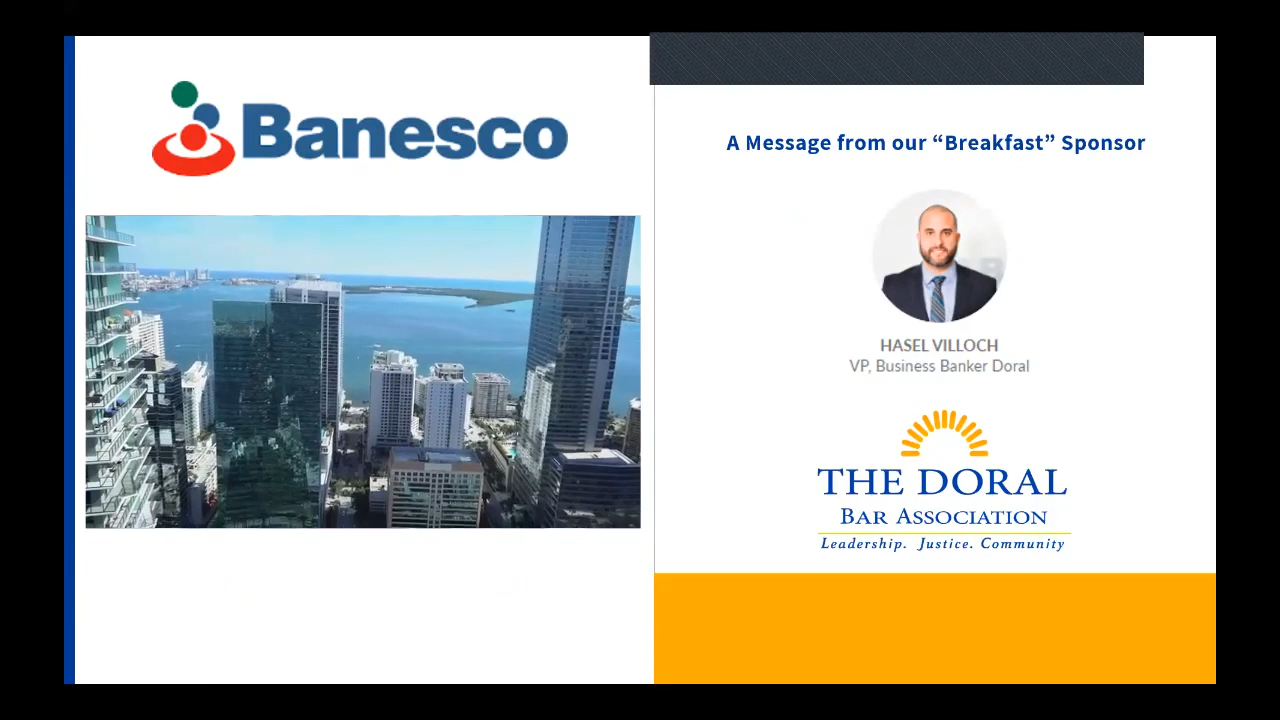 Banesco
A Message from our “Breakfast” Sponsor
HASEL VILLOCH
VP, Business Banker Doral
THE DORAL
BAR ASSOCIATION
Leadership. Justice. Community